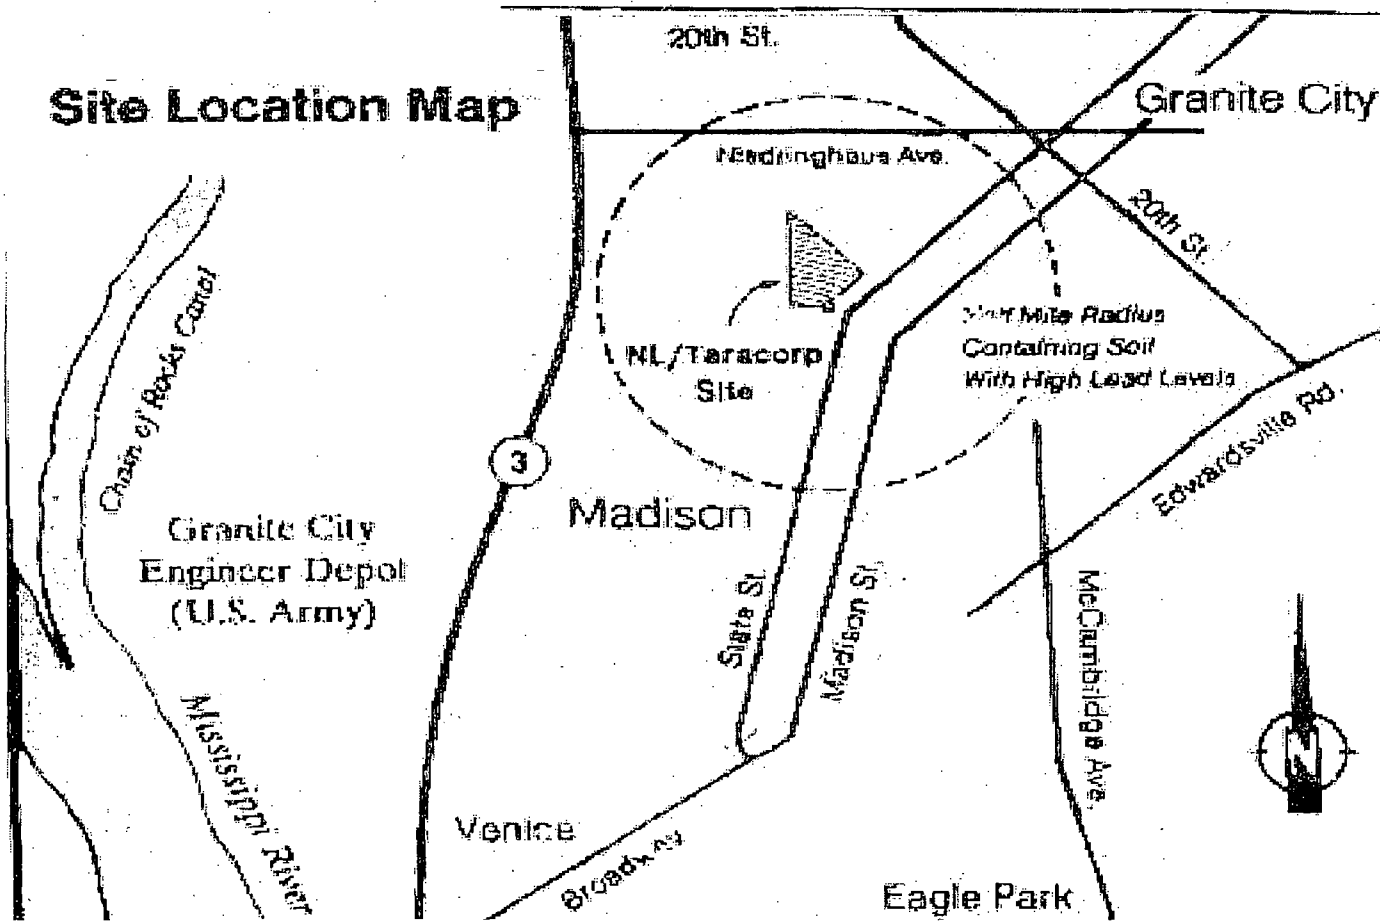 20th St.
Site Location Map
Granite City
Niedringhaus Ave.
20th St.
Chain of Rocks Canal
Half Mile Radius
Containing Soil
With High Lead Levels
NL/Taracorp
Site
Edwardsville Rd.
3
Madison
Granite City
Engineer Depot
(U.S. Army)
State St.
Madison St.
McCambridge Ave.
Mississippi River
N
Venice
Broadway
Eagle Park